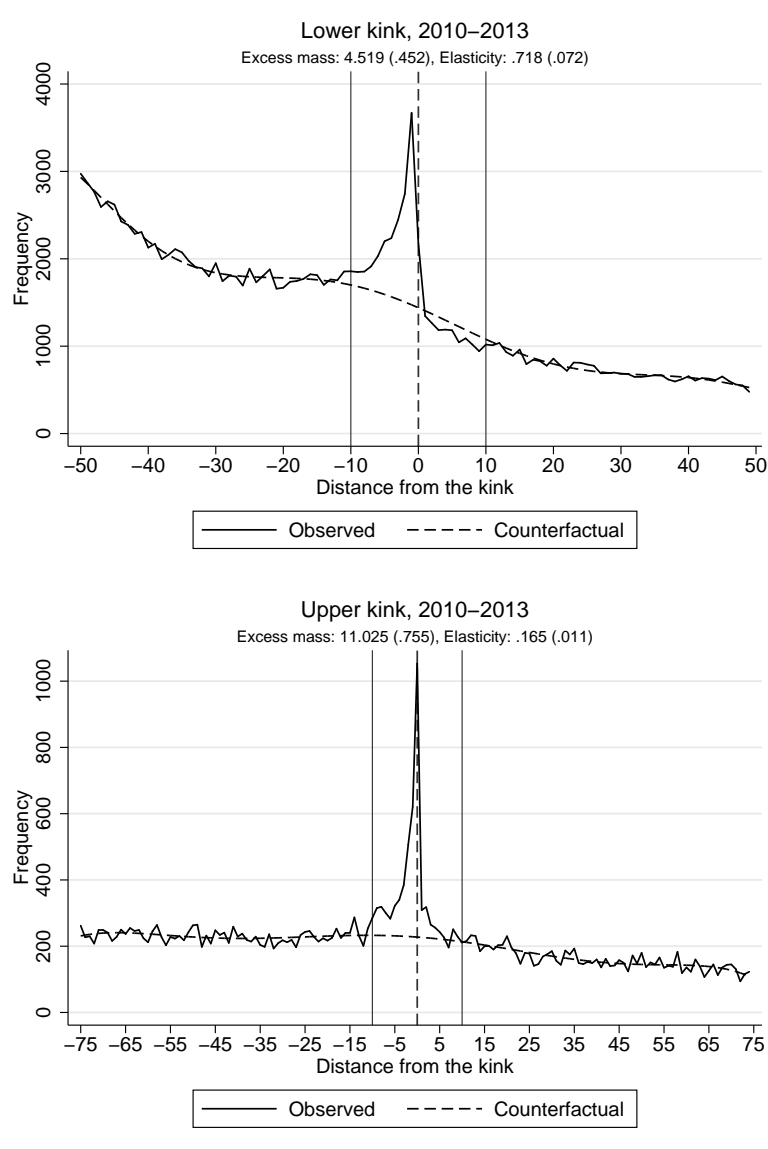 Lower kink, 2010−2013
Excess mass: 4.519 (.452), Elasticity: .718 (.072)
Frequency
4000
3000
2000
1000
0
−50 −40 −30 −20 −10 0 10 20 30 40 50
Distance from the kink
Observed Counterfactual
Upper kink, 2010−2013
Excess mass: 11.025 (.755), Elasticity: .165 (.011)
Frequency
1000
800
600
400
200
0
−75 −65 −55 −45 −35 −25 −15 −5 5 15 25 35 45 55 65 75
Distance from the kink
Observed Counterfactual